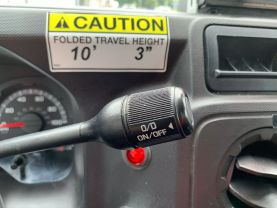 CAUTION
FOLDED TRAVEL HEIGHT
10' 3"
O/D
ON/OFF